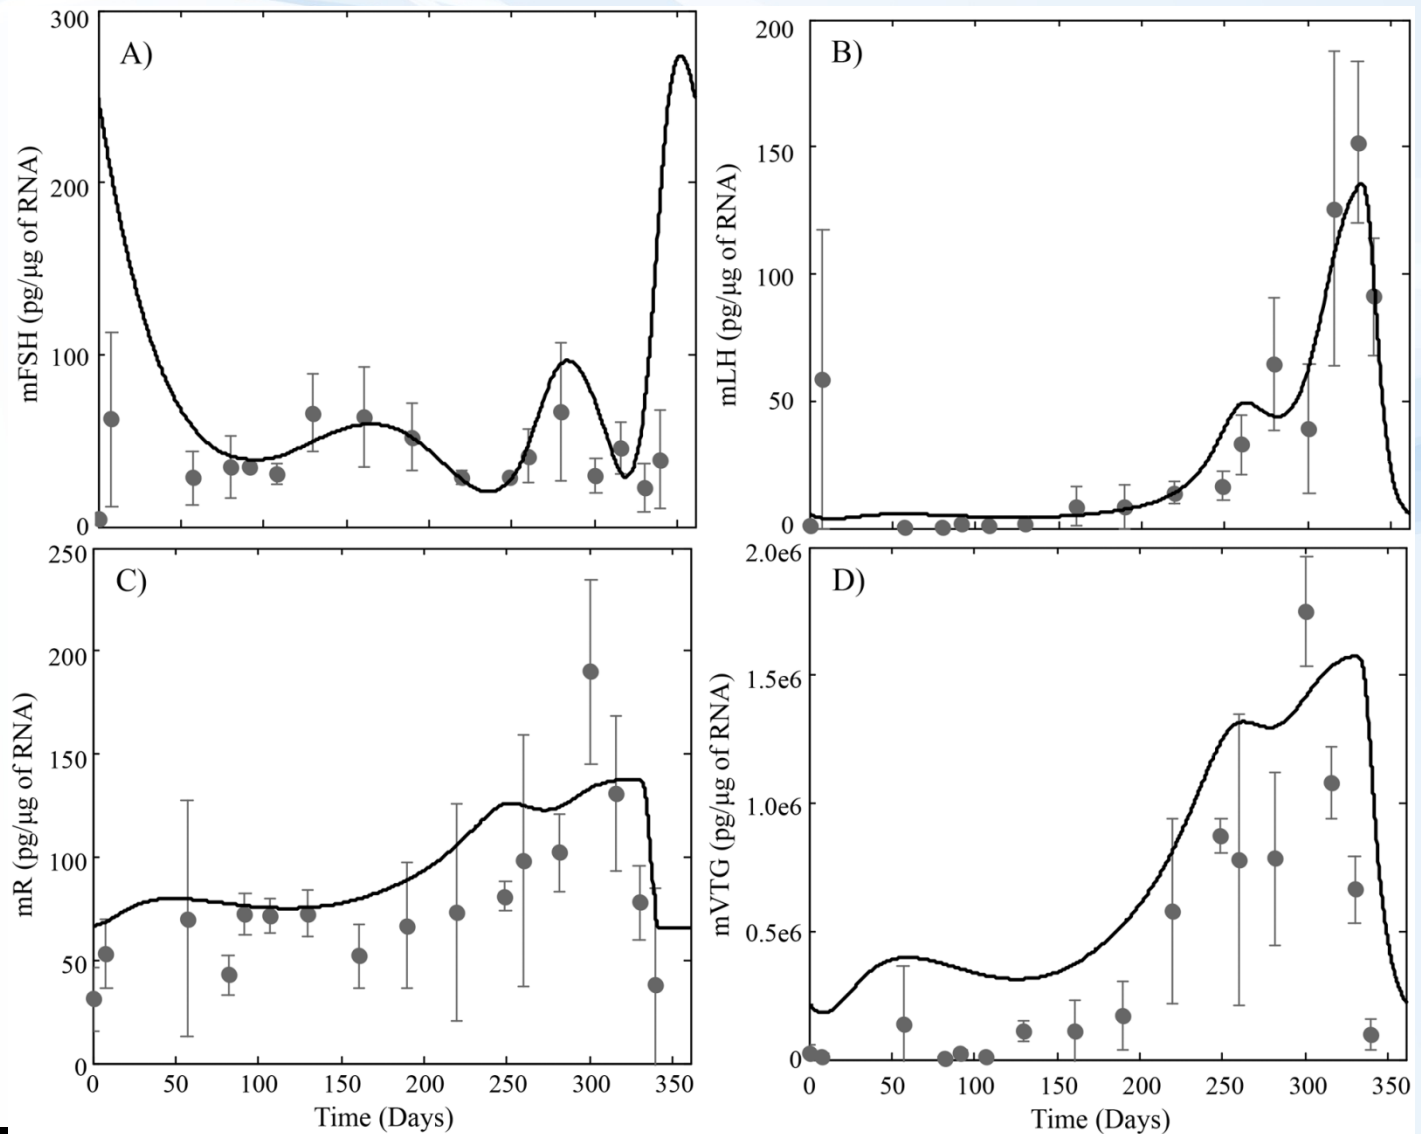 A)
mFSH (pg/µg of RNA)
300
200
100
0
B)
mLH (pg/µg of RNA)
200
150
100
50
0
C)
mR (pg/µg of RNA)
250
200
150
100
50
0
0 50 100 150 200 250 300 350
Time (Days)
D)
mVTG (pg/µg of RNA)
2.0e6
1.5e6
1.0e6
0.5e6
0
0 50 100 150 200 250 300 350
Time (Days)